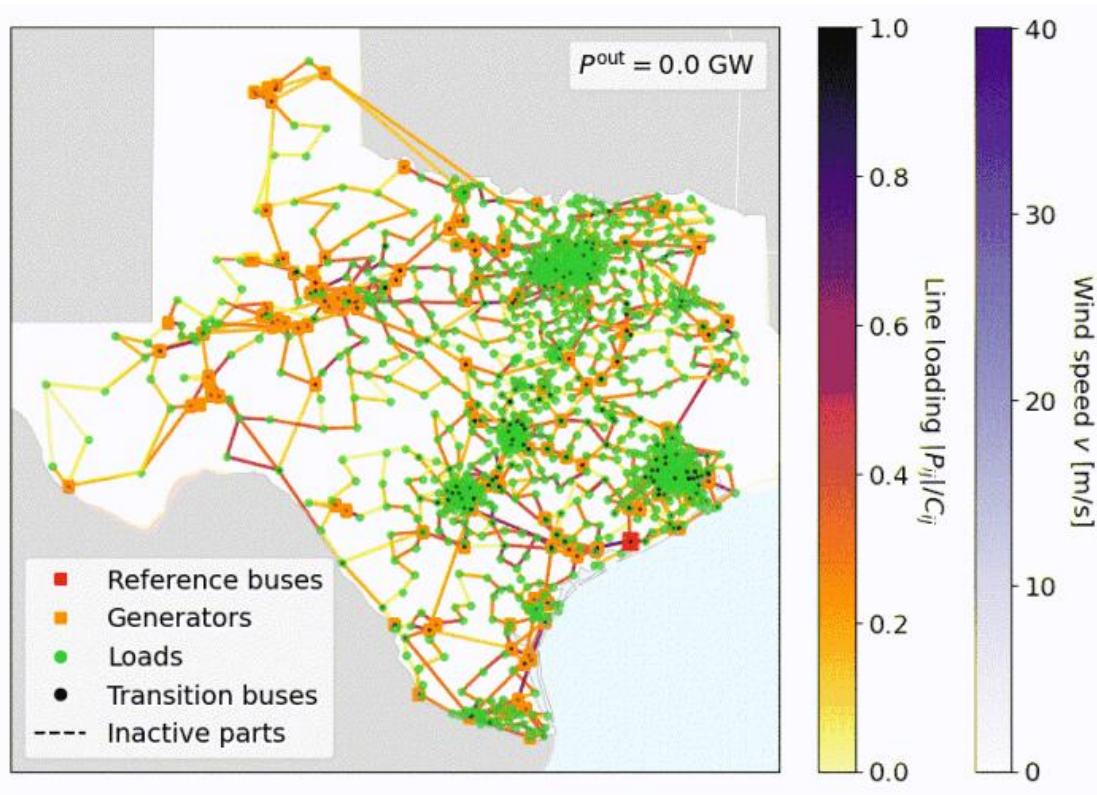 P^out = 0.0 GW
Reference buses
Generators
Loads
Transition buses
Inactive parts
1.0
0.8
0.6
0.4
0.2
0.0
Line loading |P_ij|/C_ij
40
30
20
10
0
Wind speed v [m/s]